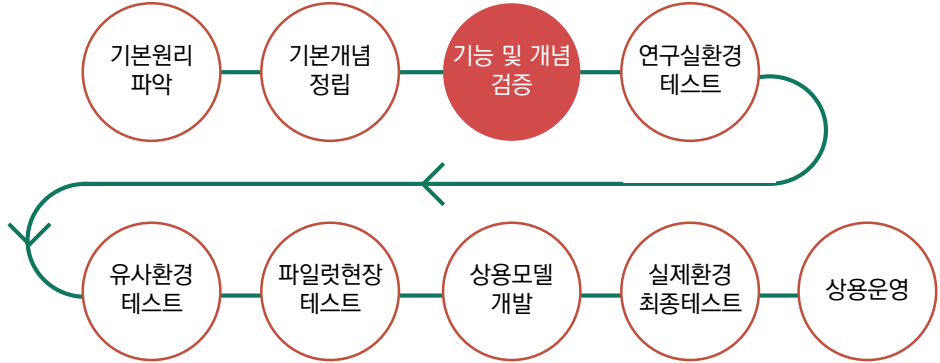 기본원리
파악
기본개념
정립
기능 및 개념
검증
연구실환경
테스트
유사환경
테스트
파일럿현장
테스트
상용모델
개발
실제환경
최종테스트
상용운영